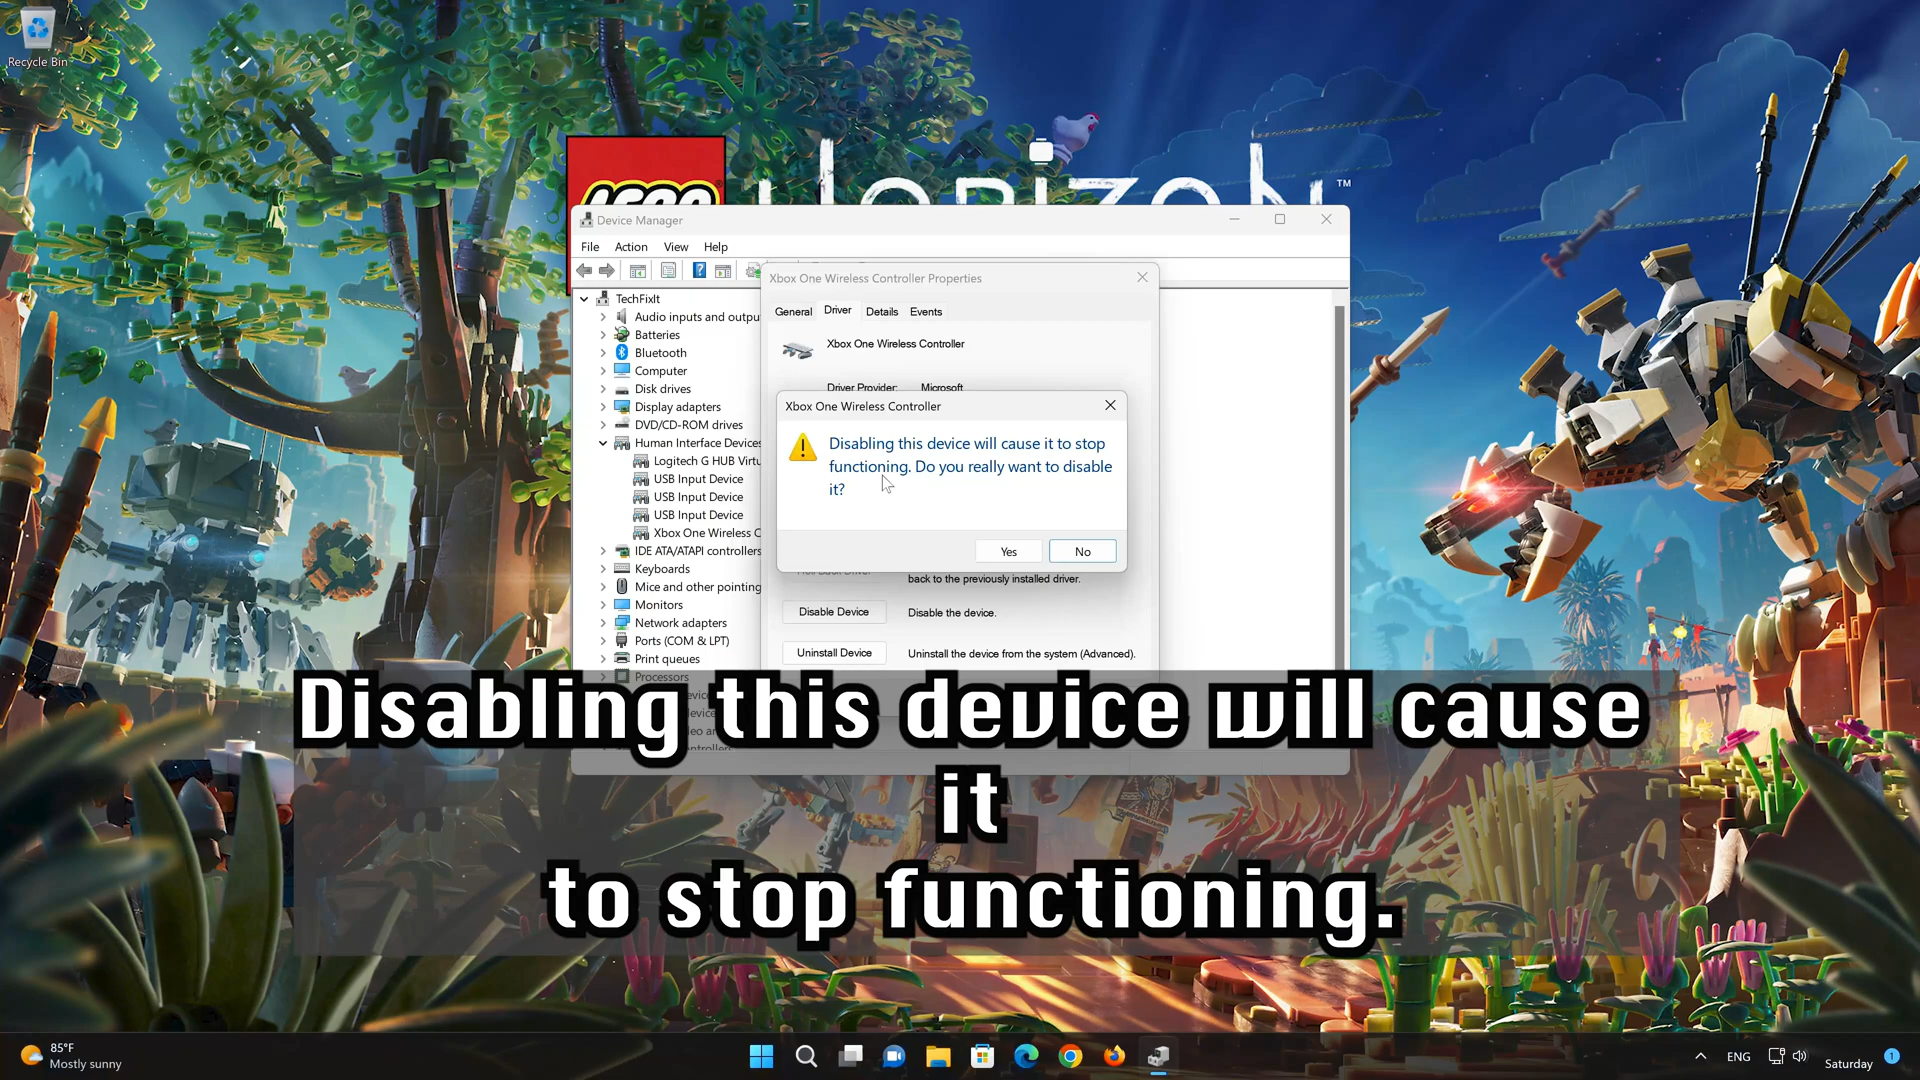 Recycle Bin
LEGO
HORIZON
™
Device Manager
File Action View Help
Xbox One Wireless Controller Properties
TechFixIt
General Driver Details Events
Audio inputs and outpu
Batteries
Xbox One Wireless Controller
Bluetooth
Computer
Driver Provider: Microsoft
Disk drives
Display adapters
Xbox One Wireless Controller
DVD/CD-ROM drives
Human Interface Devices
Disabling this device will cause it to stop
functioning. Do you really want to disable
it?
Logitech G HUB Virtu
USB Input Device
USB Input Device
USB Input Device
Xbox One Wireless C
IDE ATA/ATAPI controllers
Yes No
Keyboards
back to the previously installed driver.
Mice and other pointing
Monitors
Disable Device Disable the device.
Network adapters
Ports (COM & LPT)
Print queues
Uninstall Device Uninstall the device from the system (Advanced).
Processors
Disabling this device will cause
it
to stop functioning.
85°F
Mostly sunny
ENG
Saturday
1